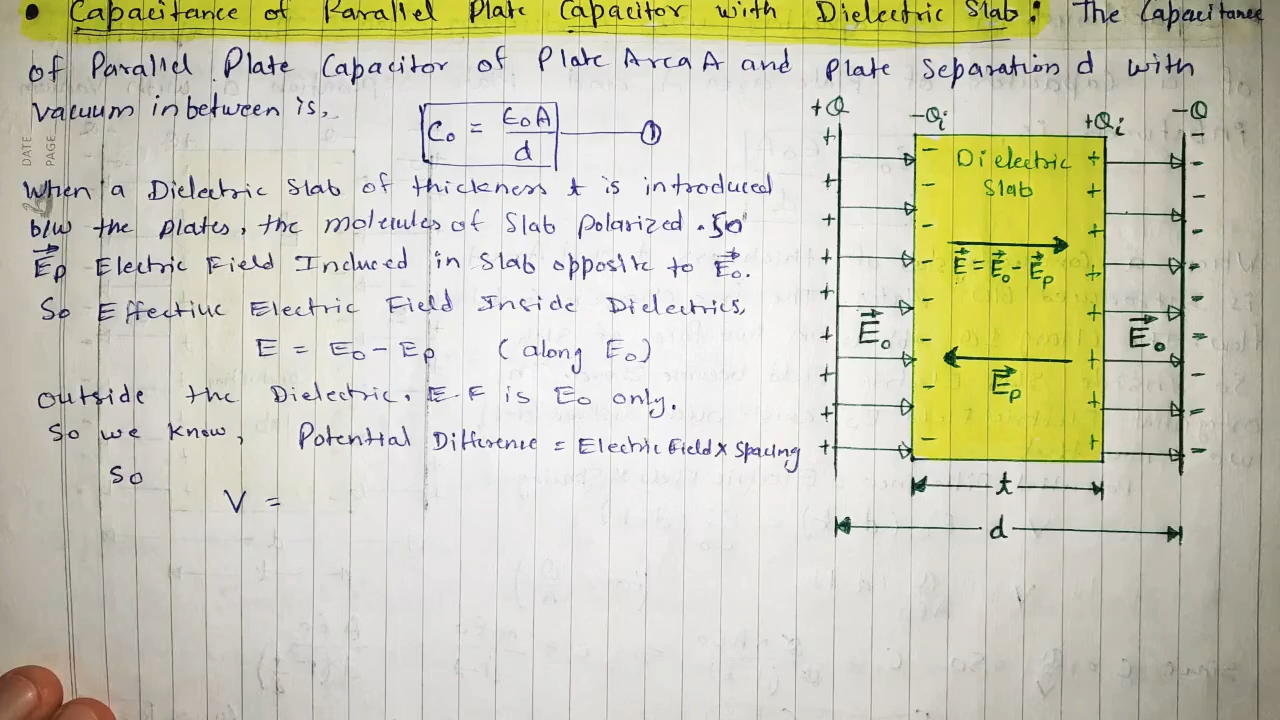 • Capacitance of Parallel Plate Capacitor with Dielectric Slab: The Capacitance
of Parallel Plate Capacitor of Plate Area A and Plate Separation d with
Vacuum in between is,
C₀ = ε₀A / d ①
When a Dielectric Slab of thickness t is introduced
b/w the plates, the molecules of Slab Polarized. So
E⃗p Electric Field Induced in Slab opposite to E⃗₀.
So Effective Electric Field Inside Dielectrics,
E = E₀ - Ep (along E₀)
Outside the Dielectric, E.F is E₀ only.
So we know, Potential Difference = Electric Field x Spacing
So
V =
+Q -Qi +Qi -Q
Dielectric
Slab
E⃗ = E⃗₀ - E⃗p
E⃗₀ E⃗₀
E⃗p
t
d
DATE
PAGE